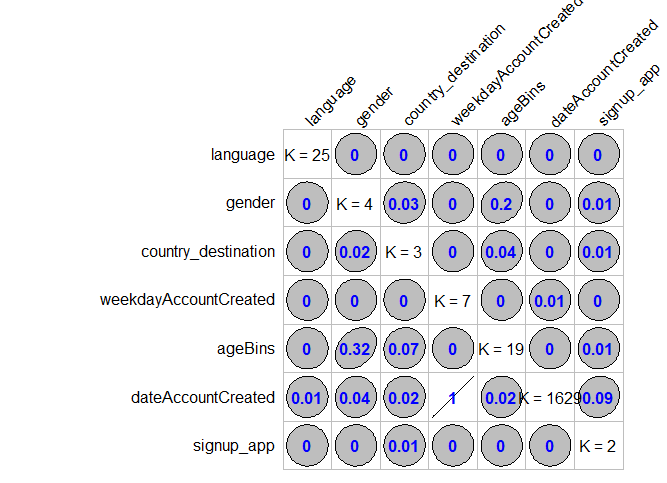 language
gender
country_destination
weekdayAccountCreated
ageBins
dateAccountCreated
signup_app
language K = 25 0 0 0 0 0 0
gender 0 K = 4 0.03 0 0.2 0 0.01
country_destination 0 0.02 K = 3 0 0.04 0 0.01
weekdayAccountCreated 0 0 0 K = 7 0 0.01 0
ageBins 0 0.32 0.07 0 K = 19 0 0.01
dateAccountCreated 0.01 0.04 0.02 1 0.02 K = 1629 0.09
signup_app 0 0 0.01 0 0 0 K = 2